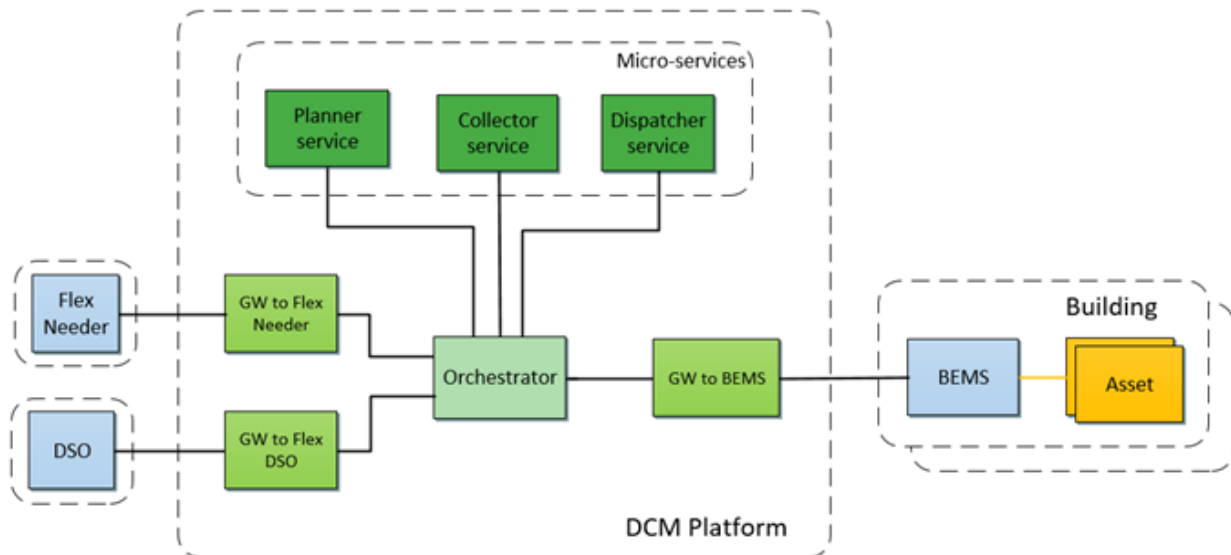 Micro-services
Planner
service
Collector
service
Dispatcher
service
Flex
Needer
GW to Flex
Needer
Building
Orchestrator
GW to BEMS
BEMS
Asset
DSO
GW to Flex
DSO
DCM Platform